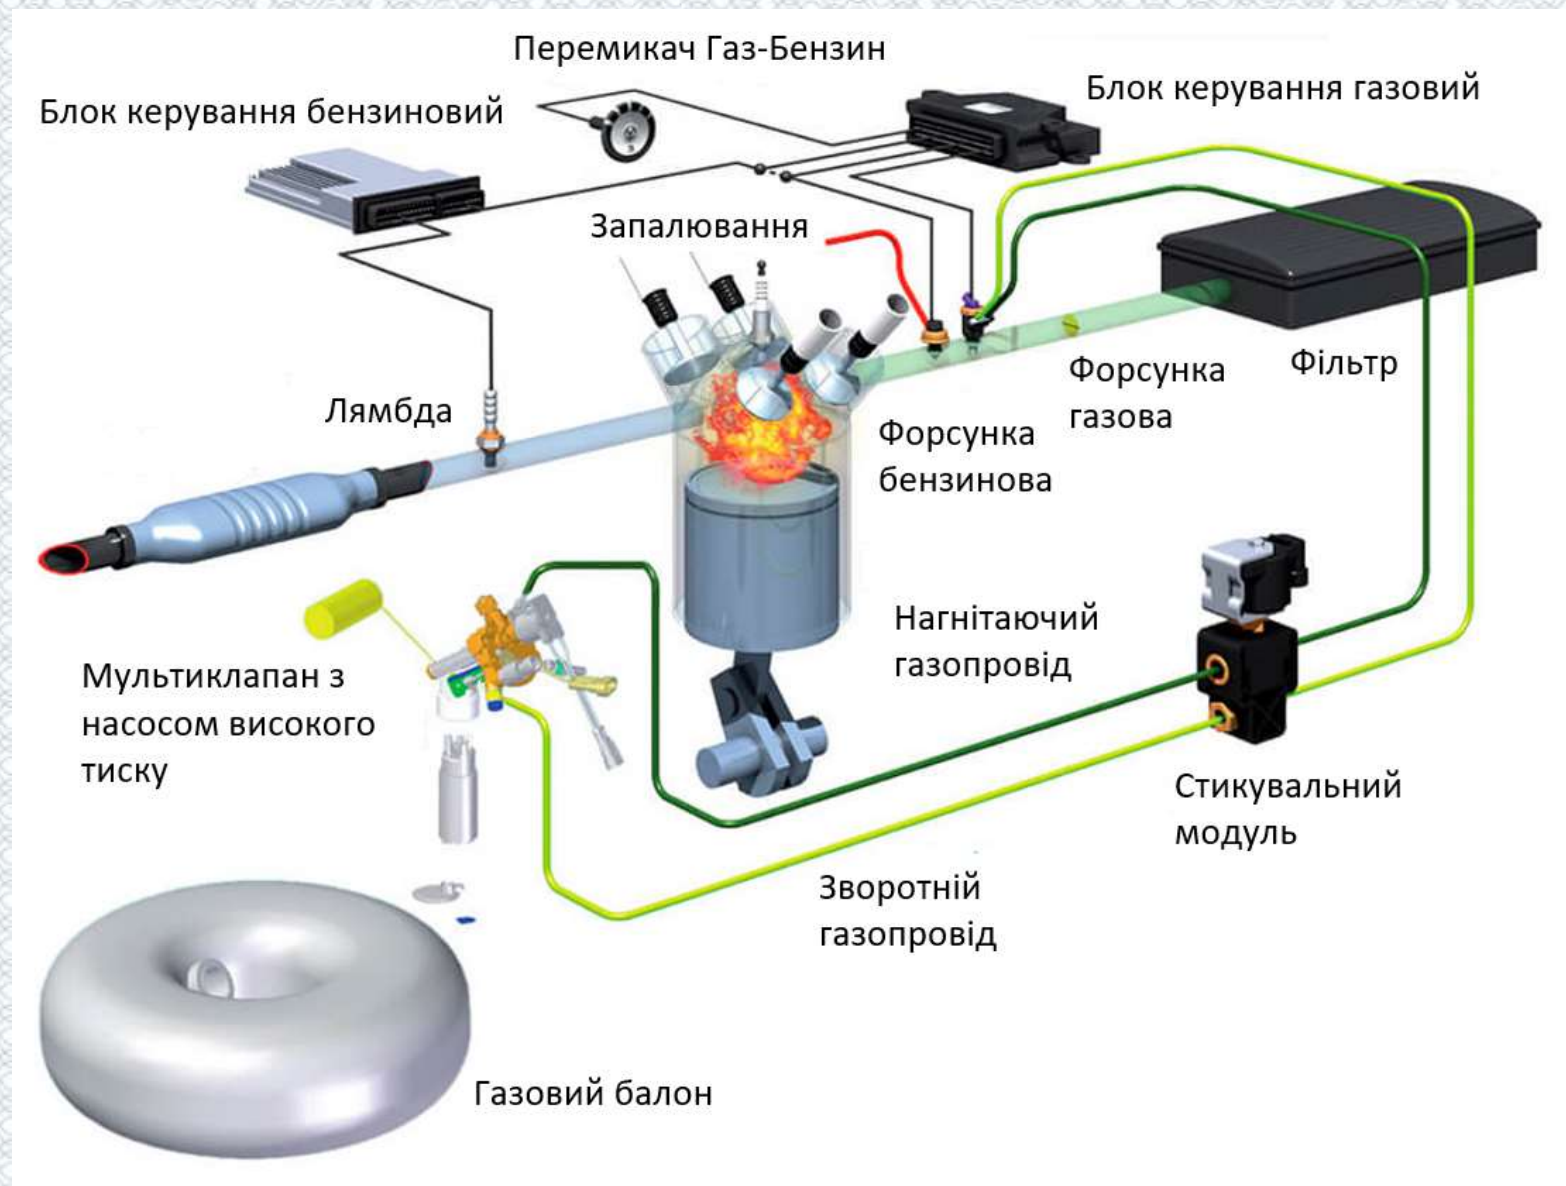 Перемикач Газ-Бензин
Блок керування газовий
Блок керування бензиновий
Запалювання
Фільтр
Форсунка
газова
Лямбда
Форсунка
бензинова
Нагнітаючий
газопровід
Мультиклапан з
насосом високого
тиску
Стикувальний
модуль
Зворотній
газопровід
Газовий балон